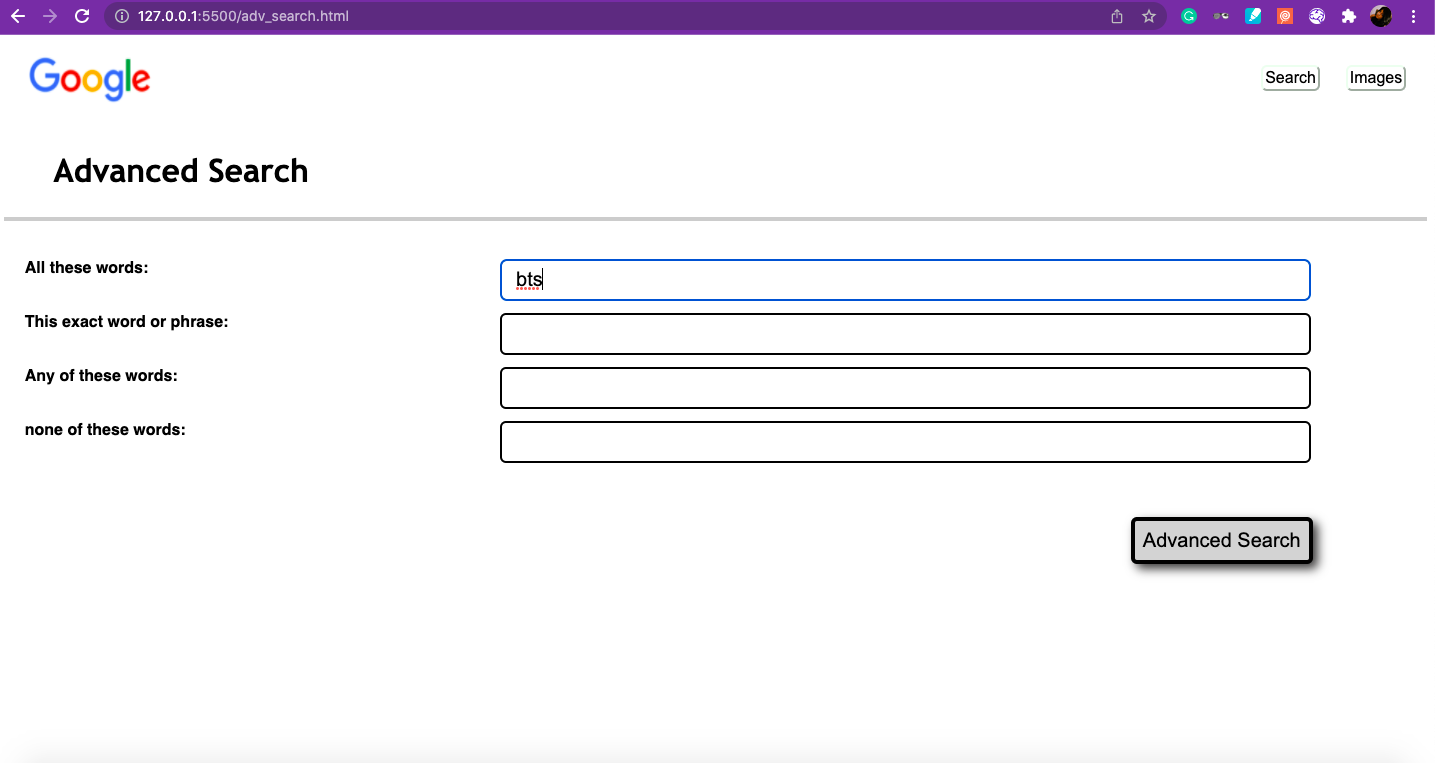 127.0.0.1:5500/adv_search.html
Google
Search
Images
Advanced Search
All these words:
bts
This exact word or phrase:
Any of these words:
none of these words:
Advanced Search